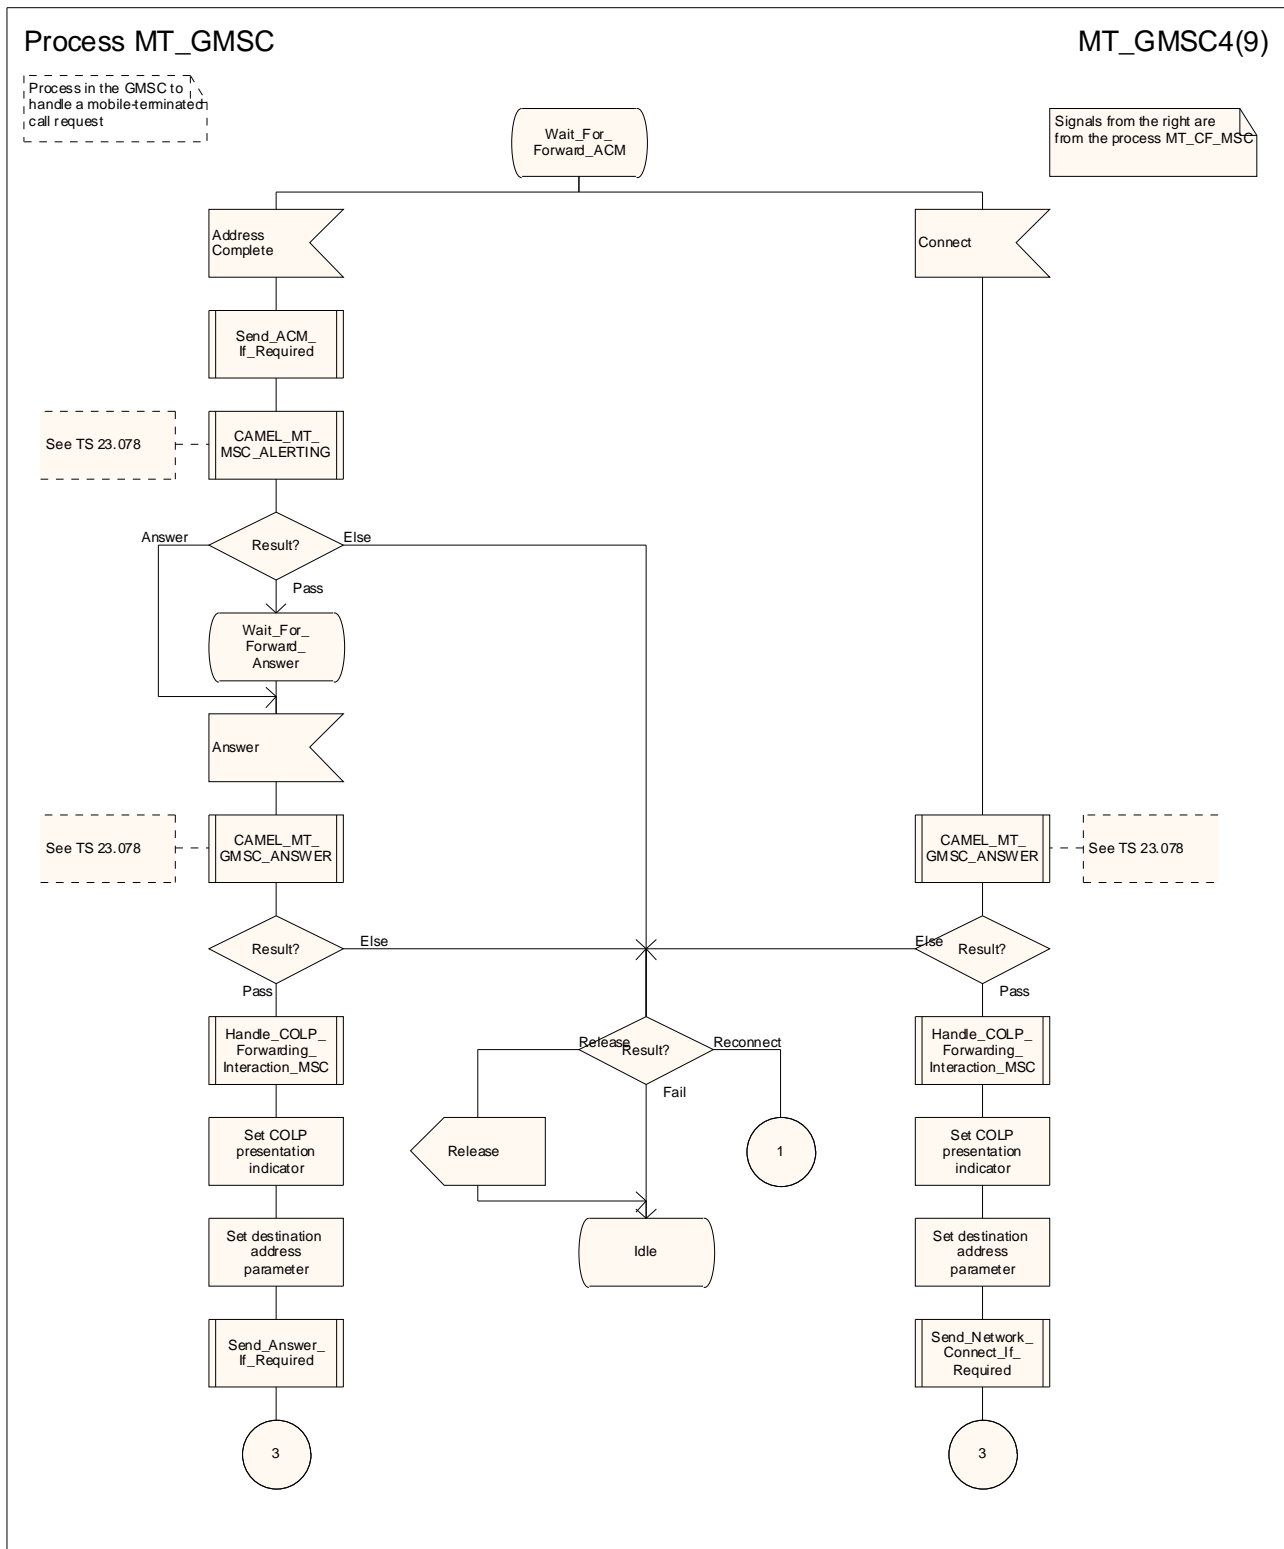 Process MT_GMSC
MT_GMSC4(9)
Process in the GMSC to
handle a mobile-terminated
call request
Wait_For_
Forward_ACM
Signals from the right are
from the process MT_CF_MSC
Address
Complete
Connect
Send_ACM_
If_Required
See TS 23.078
CAMEL_MT_
MSC_ALERTING
Answer
Result?
Else
Pass
Wait_For_
Forward_
Answer
Answer
See TS 23.078
CAMEL_MT_
GMSC_ANSWER
CAMEL_MT_
GMSC_ANSWER
See TS 23.078
Result?
Else
Else
Result?
Pass
Pass
Handle_COLP_
Forwarding_
Interaction_MSC
Release
Result?
Reconnect
Fail
Handle_COLP_
Forwarding_
Interaction_MSC
Set COLP
presentation
indicator
Release
1
Set COLP
presentation
indicator
Set destination
address
parameter
Idle
Set destination
address
parameter
Send_Answer_
If_Required
Send_Network_
Connect_If_
Required
3
3